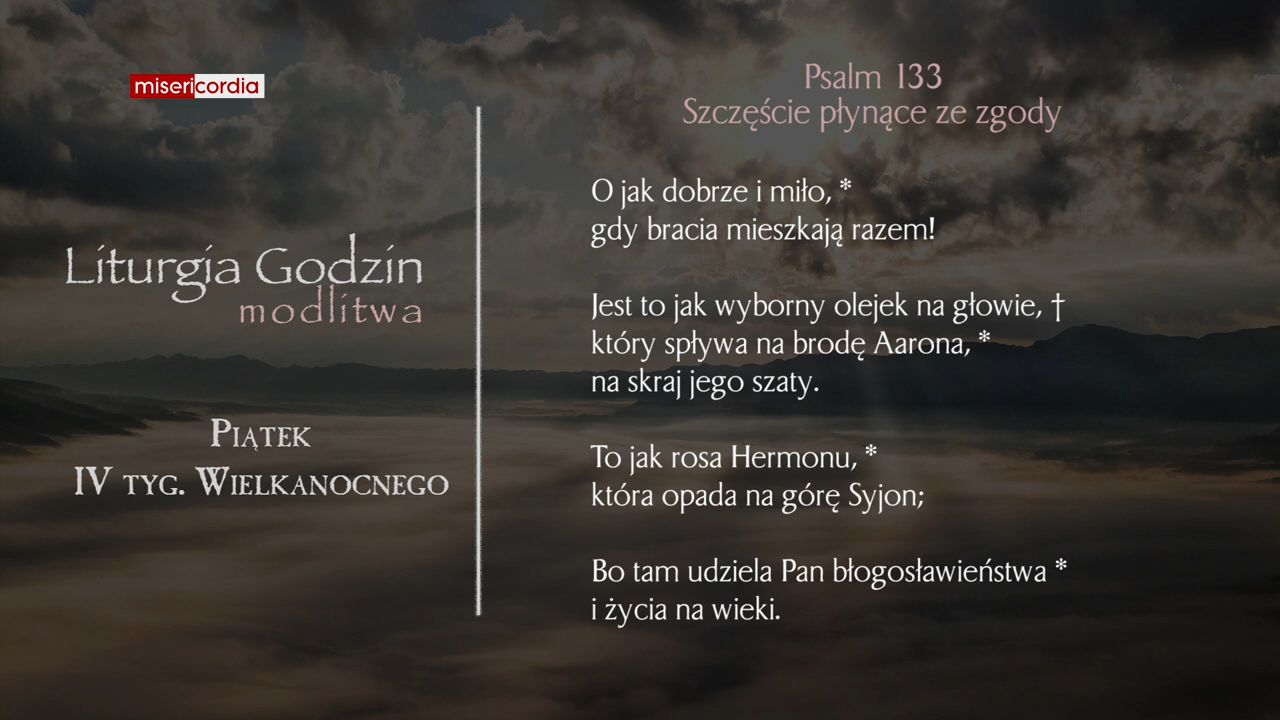 misericordia
Liturgia Godzin
modlitwa
Piątek
IV tyg. Wielkanocnego
Psalm 133
Szczęście płynące ze zgody
O jak dobrze i miło, *
gdy bracia mieszkają razem!
Jest to jak wyborny olejek na głowie, †
który spływa na brodę Aarona, *
na skraj jego szaty.
To jak rosa Hermonu, *
która opada na górę Syjon;
Bo tam udziela Pan błogosławieństwa *
i życia na wieki.